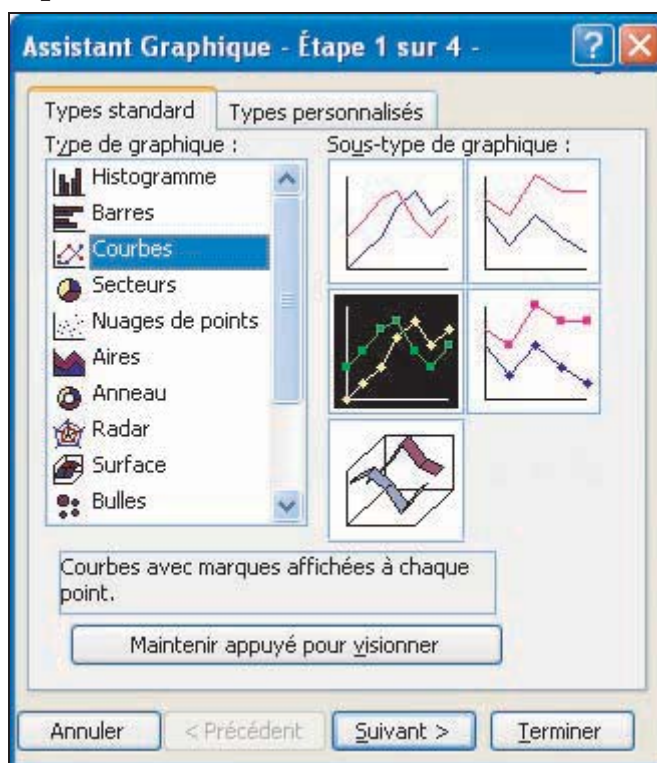 Assistant Graphique - Étape 1 sur 4 -
Types standard
Types personnalisés
Type de graphique :
Histogramme
Barres
Courbes
Secteurs
Nuages de points
Aires
Anneau
Radar
Surface
Bulles
Sous-type de graphique :
Courbes avec marques affichées à chaque
point.
Maintenir appuyé pour visionner
Annuler
< Précédent
Suivant >
Terminer